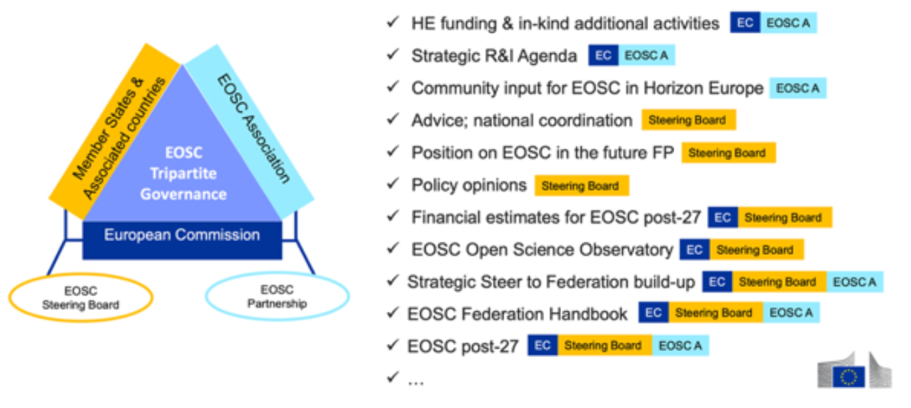 Member States &
Associated countries
EOSC Association
EOSC
Tripartite
Governance
European Commission
EOSC
Steering Board
EOSC
Partnership
✓ HE funding & in-kind additional activities EC EOSC A
✓ Strategic R&I Agenda EC EOSC A
✓ Community input for EOSC in Horizon Europe EOSC A
✓ Advice; national coordination Steering Board
✓ Position on EOSC in the future FP Steering Board
✓ Policy opinions Steering Board
✓ Financial estimates for EOSC post-27 EC Steering Board
✓ EOSC Open Science Observatory EC Steering Board
✓ Strategic Steer to Federation build-up EC Steering Board EOSC A
✓ EOSC Federation Handbook EC Steering Board EOSC A
✓ EOSC post-27 EC Steering Board EOSC A
✓ ...